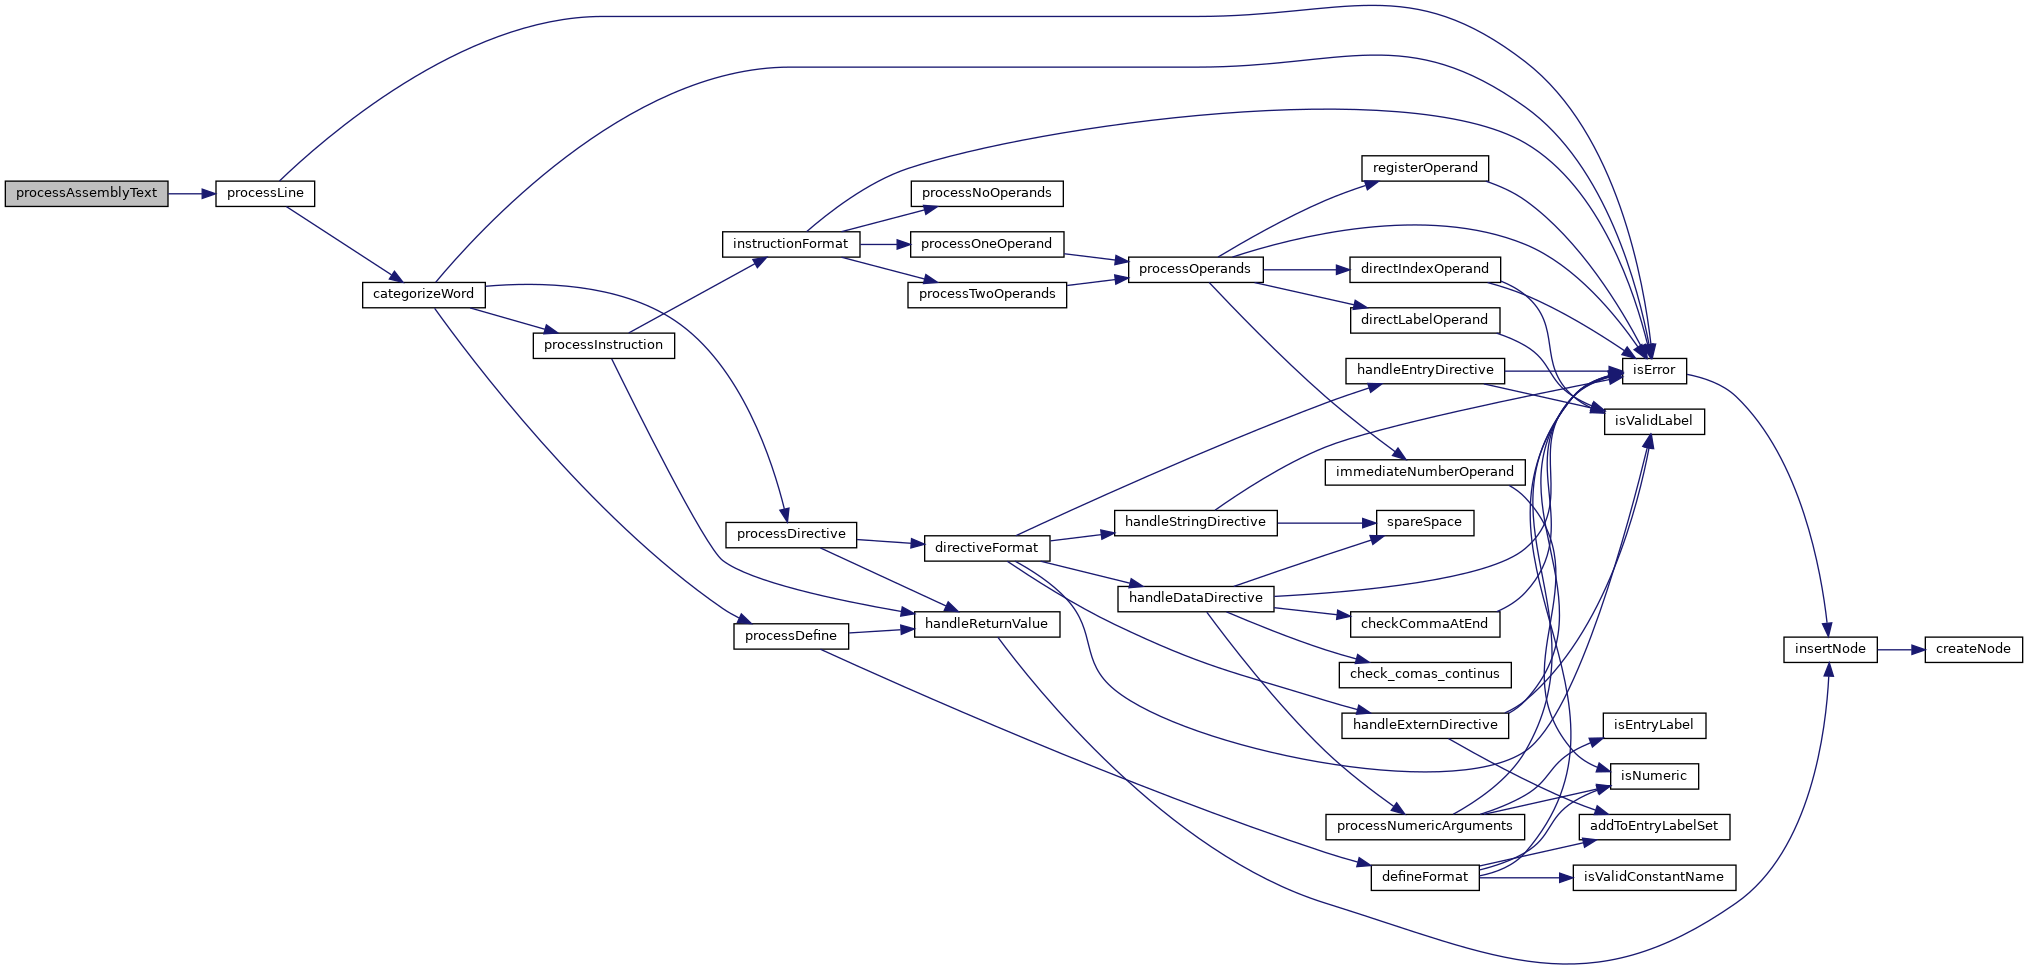 processAssemblyText
processLine
categorizeWord
processInstruction
processDirective
processDefine
instructionFormat
handleReturnValue
processNoOperands
processOneOperand
processTwoOperands
directiveFormat
processOperands
handleStringDirective
handleDataDirective
registerOperand
directIndexOperand
directLabelOperand
handleEntryDirective
immediateNumberOperand
spareSpace
checkCommaAtEnd
check_comas_continus
handleExternDirective
processNumericArguments
defineFormat
isError
isValidLabel
isEntryLabel
isNumeric
addToEntryLabelSet
isValidConstantName
insertNode
createNode